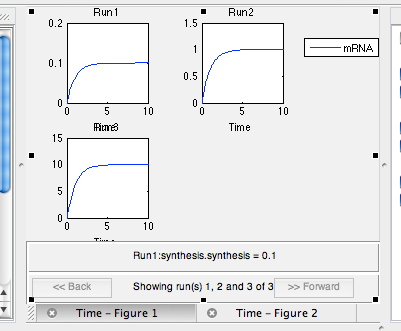 Run1
0.2
0.1
0
0 5 10
Run2
1.5
1
0.5
0
0 5 10
Time
mRNA
Run3
15
10
5
0
0 5 10
Time
Run1:synthesis.synthesis = 0.1
<< Back
Showing run(s) 1, 2 and 3 of 3
>> Forward
Time - Figure 1
Time - Figure 2